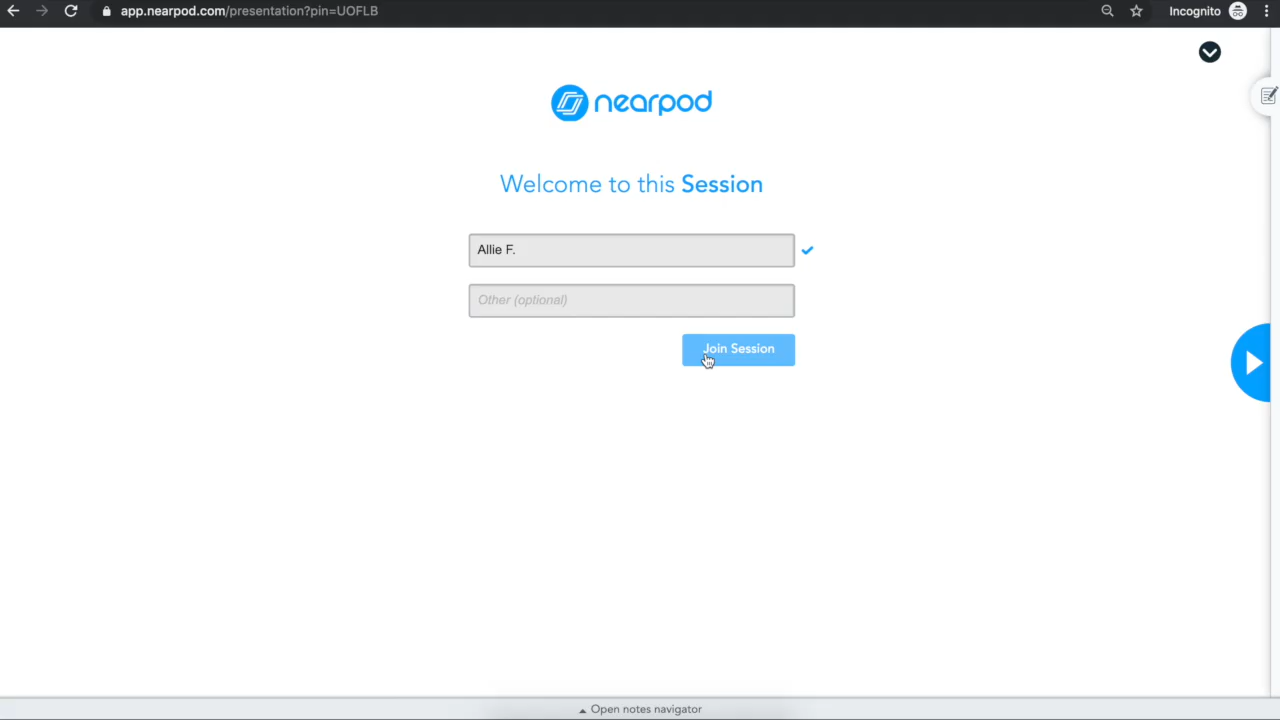 app.nearpod.com/presentation?pin=UOFLB
Incognito
nearpod
Welcome to this Session
Allie F.
Other (optional)
Join Session
Open notes navigator